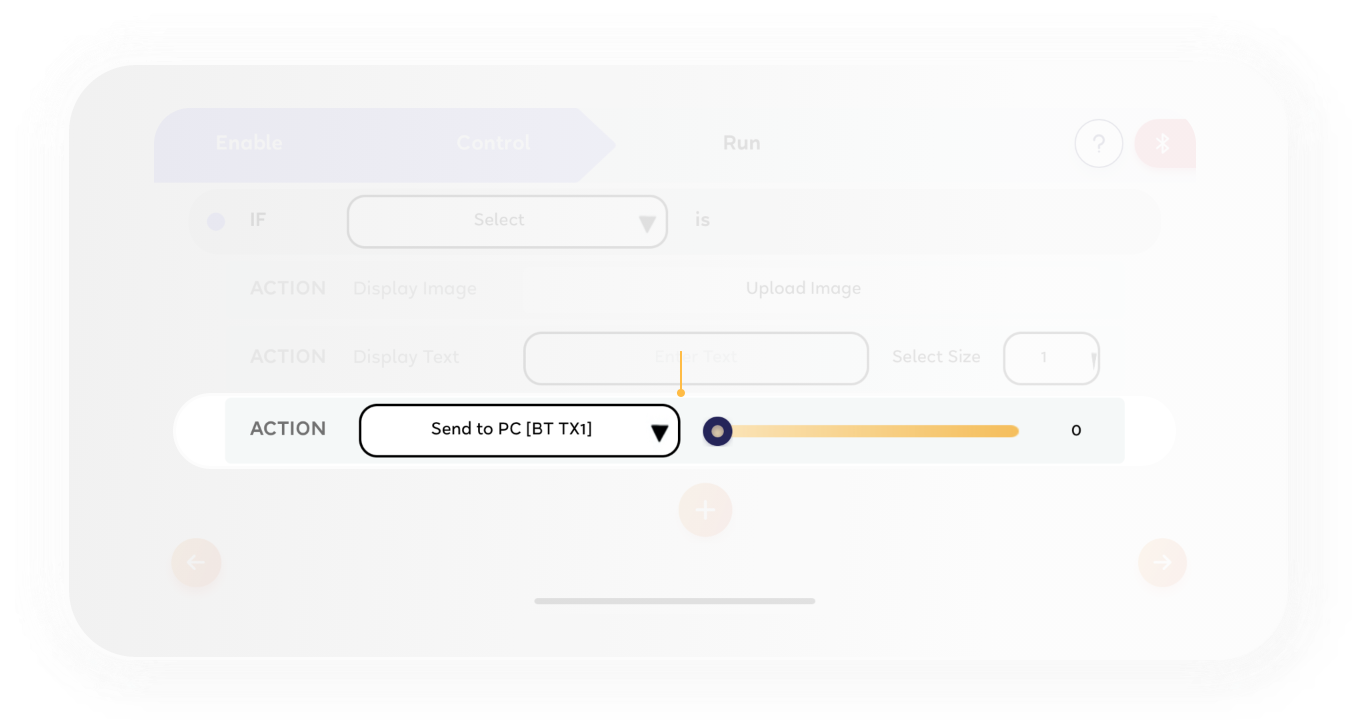 Enable Control Run ?
IF Select is
ACTION Display Image Upload Image
ACTION Display Text Enter Text Select Size 1
ACTION Send to PC [BT TX1] 0